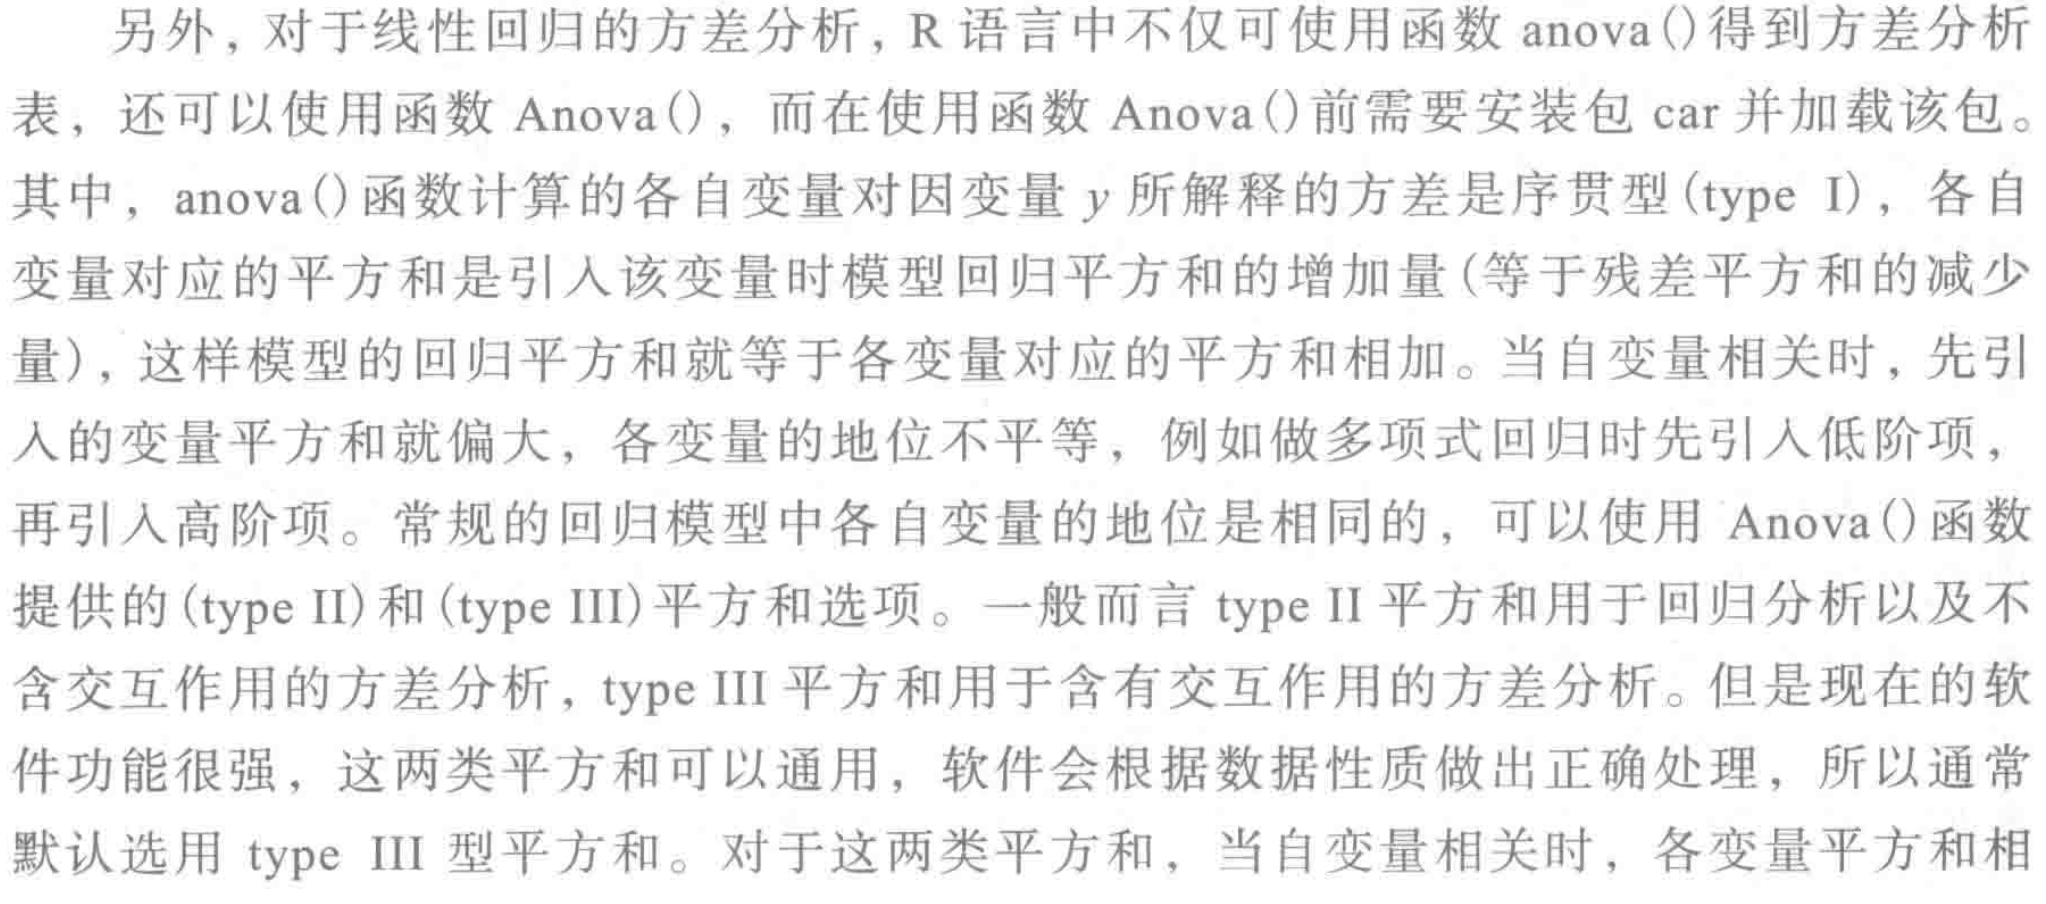 另外，对于线性回归的方差分析，R 语言中不仅可使用函数 anova()得到方差分析
表，还可以使用函数 Anova()，而在使用函数 Anova()前需要安装包 car 并加载该包。
其中，anova()函数计算的各自变量对因变量 y 所解释的方差是序贯型(type I)，各自
变量对应的平方和是引入该变量时模型回归平方和的增加量(等于残差平方和的减少
量)，这样模型的回归平方和就等于各变量对应的平方和相加。当自变量相关时，先引
入的变量平方和就偏大，各变量的地位不平等，例如做多项式回归时先引入低阶项，
再引入高阶项。常规的回归模型中各自变量的地位是相同的，可以使用 Anova()函数
提供的(type II)和(type III)平方和选项。一般而言 type II 平方和用于回归分析以及不
含交互作用的方差分析，type III 平方和用于含有交互作用的方差分析。但是现在的软
件功能很强，这两类平方和可以通用，软件会根据数据性质做出正确处理，所以通常
默认选用 type III 型平方和。对于这两类平方和，当自变量相关时，各变量平方和相